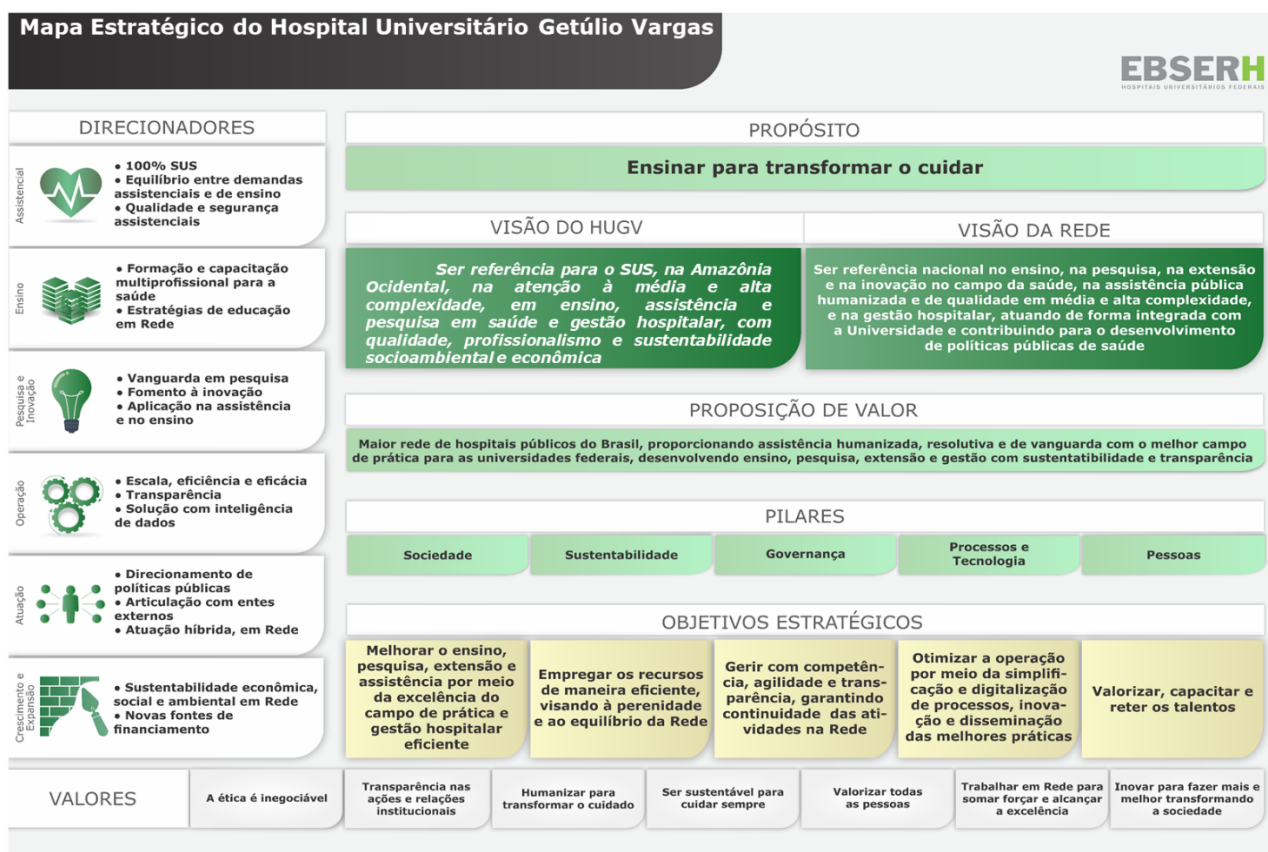 Mapa Estratégico do Hospital Universitário Getúlio Vargas
EBSERH
HOSPITAIS UNIVERSITÁRIOS FEDERAIS
DIRECIONADORES
Assistencial
• 100% SUS
• Equilíbrio entre demandas
assistenciais e de ensino
• Qualidade e segurança
assistenciais
Ensino
• Formação e capacitação
multiprofissional para a
saúde
• Estratégias de educação
em Rede
Pesquisa e
Inovação
• Vanguarda em pesquisa
• Fomento à inovação
• Aplicação na assistência
e no ensino
Operação
• Escala, eficiência e eficácia
• Transparência
• Solução com inteligência
de dados
Atuação
• Direcionamento de
políticas públicas
• Articulação com entes
externos
• Atuação híbrida, em Rede
Crescimento e
Expansão
• Sustentabilidade econômica,
social e ambiental em Rede
• Novas fontes de
financiamento
PROPÓSITO
Ensinar para transformar o cuidar
VISÃO DO HUGV
Ser referência para o SUS, na Amazônia
Ocidental, na atenção à média e alta
complexidade, em ensino, assistência e
pesquisa em saúde e gestão hospitalar, com
qualidade, profissionalismo e sustentabilidade
socioambiental e econômica
VISÃO DA REDE
Ser referência nacional no ensino, na pesquisa, na extensão
e na inovação no campo da saúde, na assistência pública
humanizada e de qualidade em média e alta complexidade,
e na gestão hospitalar, atuando de forma integrada com
a Universidade e contribuindo para o desenvolvimento
de políticas públicas de saúde
PROPOSIÇÃO DE VALOR
Maior rede de hospitais públicos do Brasil, proporcionando assistência humanizada, resolutiva e de vanguarda com o melhor campo
de prática para as universidades federais, desenvolvendo ensino, pesquisa, extensão e gestão com sustentatibilidade e transparência
PILARES
Sociedade
Sustentabilidade
Governança
Processos e
Tecnologia
Pessoas
OBJETIVOS ESTRATÉGICOS
Melhorar o ensino,
pesquisa, extensão e
assistência por meio
da excelência do
campo de prática e
gestão hospitalar
eficiente
Empregar os recursos
de maneira eficiente,
visando à perenidade
e ao equilíbrio da Rede
Gerir com competên-
cia, agilidade e trans-
parência, garantindo
continuidade das ati-
vidades na Rede
Otimizar a operação
por meio da simplifi-
cação e digitalização
de processos, inova-
ção e disseminação
das melhores práticas
Valorizar, capacitar e
reter os talentos
VALORES
A ética é inegociável
Transparência nas
ações e relações
institucionais
Humanizar para
transformar o cuidado
Ser sustentável para
cuidar sempre
Valorizar todas
as pessoas
Trabalhar em Rede para
somar forçar e alcançar
a excelência
Inovar para fazer mais e
melhor transformando
a sociedade